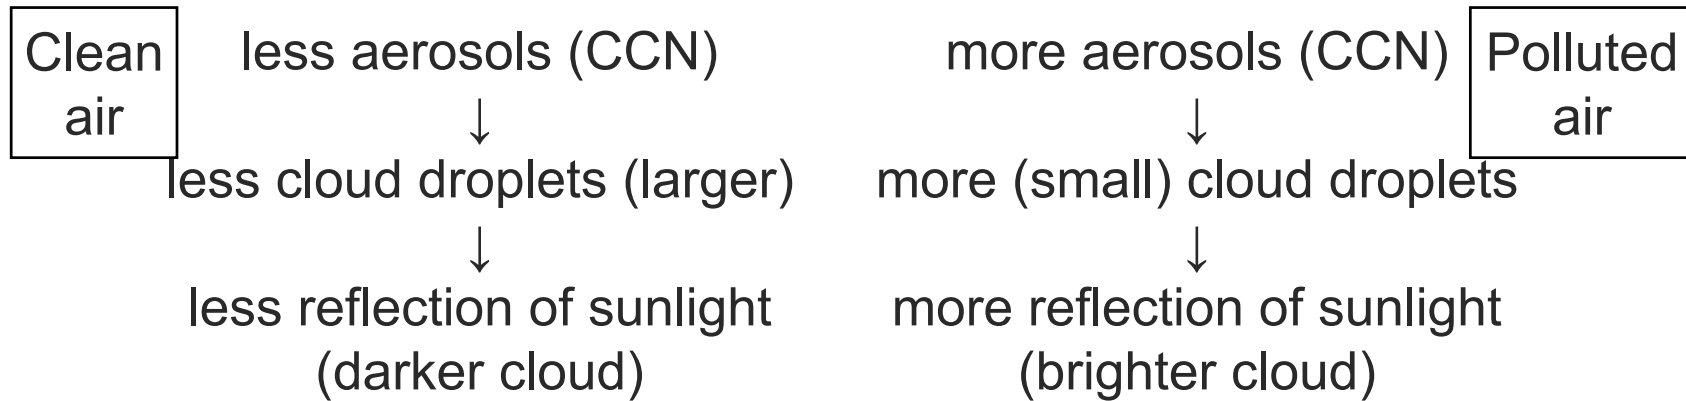 Clean
air
less aerosols (CCN)
↓
less cloud droplets (larger)
↓
less reflection of sunlight
(darker cloud)
more aerosols (CCN)
↓
more (small) cloud droplets
↓
more reflection of sunlight
(brighter cloud)
Polluted
air